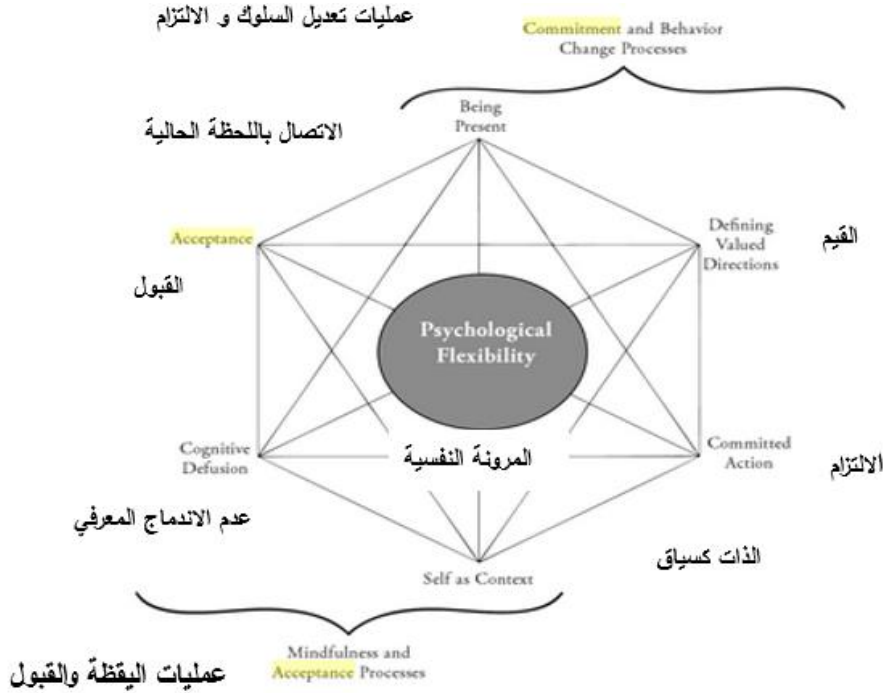 عمليات تعديل السلوك و الالتزام
Commitment and Behavior
Change Processes
Being
Present
الاتصال باللحظة الحالية
Acceptance
القبول
Defining
Valued
Directions
القيم
Psychological
Flexibility
المرونة النفسية
Cognitive
Defusion
عدم الاندماج المعرفي
Committed
Action
الالتزام
الذات كسياق
Self as Context
Mindfulness and
Acceptance Processes
عمليات اليقظة والقبول